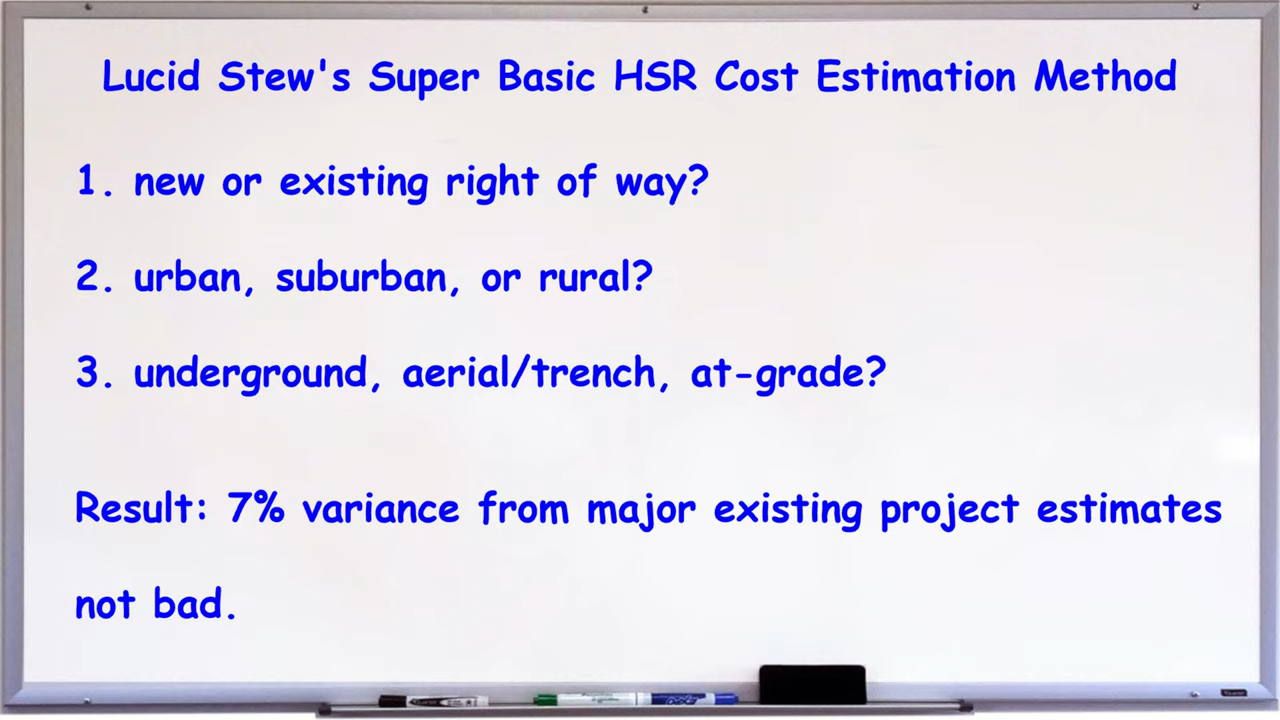 Lucid Stew's Super Basic HSR Cost Estimation Method
1. new or existing right of way?
2. urban, suburban, or rural?
3. underground, aerial/trench, at-grade?
Result: 7% variance from major existing project estimates
not bad.